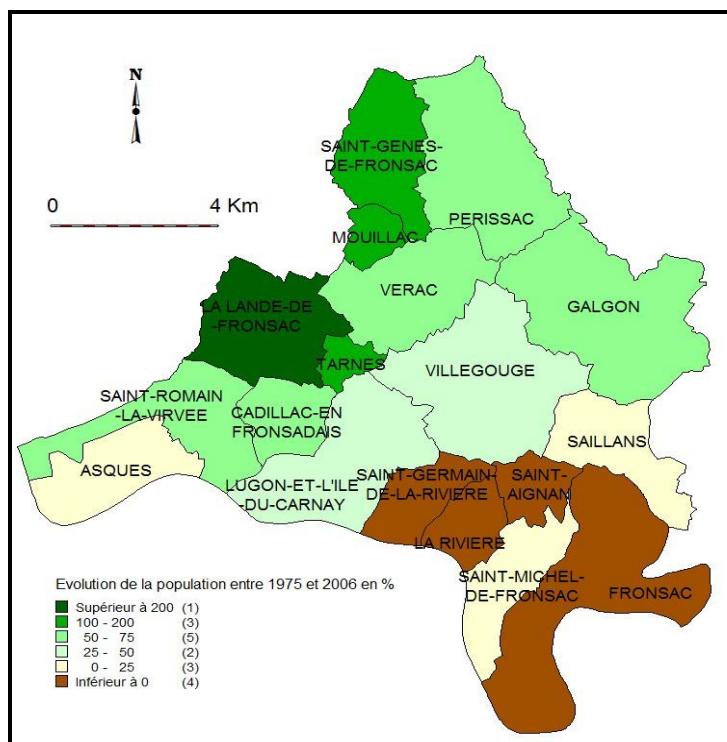 N
0 4 Km
SAINT-GENES-
DE-FRONSAC
PERISSAC
MOUILLAC
VERAC
GALGON
LA LANDE-DE
-FRONSAC
TARNES
VILLEGOUGE
SAINT-ROMAIN
-LA-VIRVEE
CADILLAC-EN
FRONSADAIS
SAILLANS
ASQUES
LUGON-ET-L'ILE
-DU-CARNAY
SAINT-GERMAIN-
DE-LA-RIVIERE
SAINT-
AIGNAN
LA RIVIERE
SAINT-MICHEL-
DE-FRONSAC
FRONSAC
Evolution de la population entre 1975 et 2006 en %
Supérieur à 200 (1)
100 - 200 (3)
50 - 75 (5)
25 - 50 (2)
0 - 25 (3)
Inférieur à 0 (4)